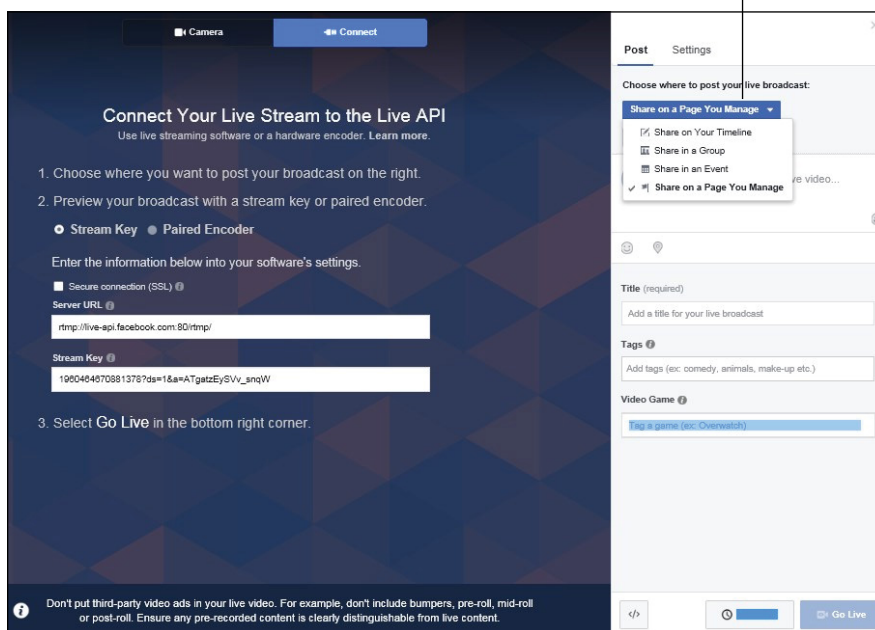 Camera
Connect
Connect Your Live Stream to the Live API
Use live streaming software or a hardware encoder. Learn more.
1. Choose where you want to post your broadcast on the right.
2. Preview your broadcast with a stream key or paired encoder.
Stream Key Paired Encoder
Enter the information below into your software's settings.
Secure connection (SSL)
Server URL
rtmp://live-api.facebook.com:80/rtmp/
Stream Key
1960464670881378?ds=1&a=ATgatzEySVv_snqW
3. Select Go Live in the bottom right corner.
Don't put third-party video ads in your live video. For example, don't include bumpers, pre-roll, mid-roll
or post-roll. Ensure any pre-recorded content is clearly distinguishable from live content.
Post Settings
Choose where to post your live broadcast:
Share on a Page You Manage
Share on Your Timeline
Share in a Group
Share in an Event
Share on a Page You Manage
video...
Title (required)
Add a title for your live broadcast
Tags
Add tags (ex: comedy, animals, make-up etc.)
Video Game
Tag a game (ex: Overwatch)
</>
Go Live